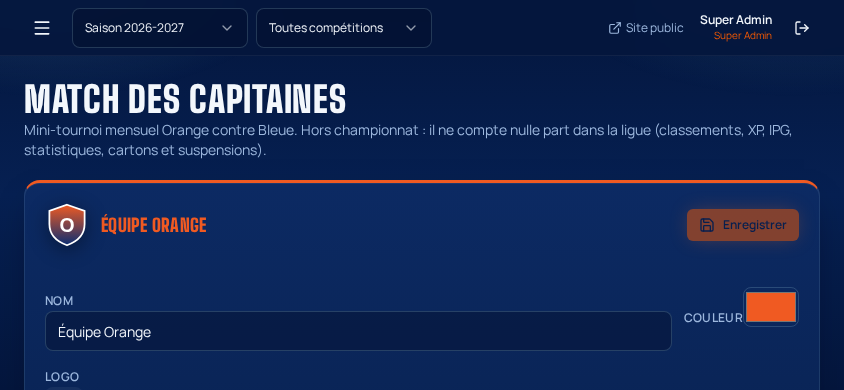 Saison 2026-2027
Toutes compétitions
Site public
Super Admin
Super Admin
MATCH DES CAPITAINES
Mini-tournoi mensuel Orange contre Bleue. Hors championnat : il ne compte nulle part dans la ligue (classements, XP, IPG,
statistiques, cartons et suspensions).
O
ÉQUIPE ORANGE
Enregistrer
NOM
Équipe Orange
COULEUR
LOGO